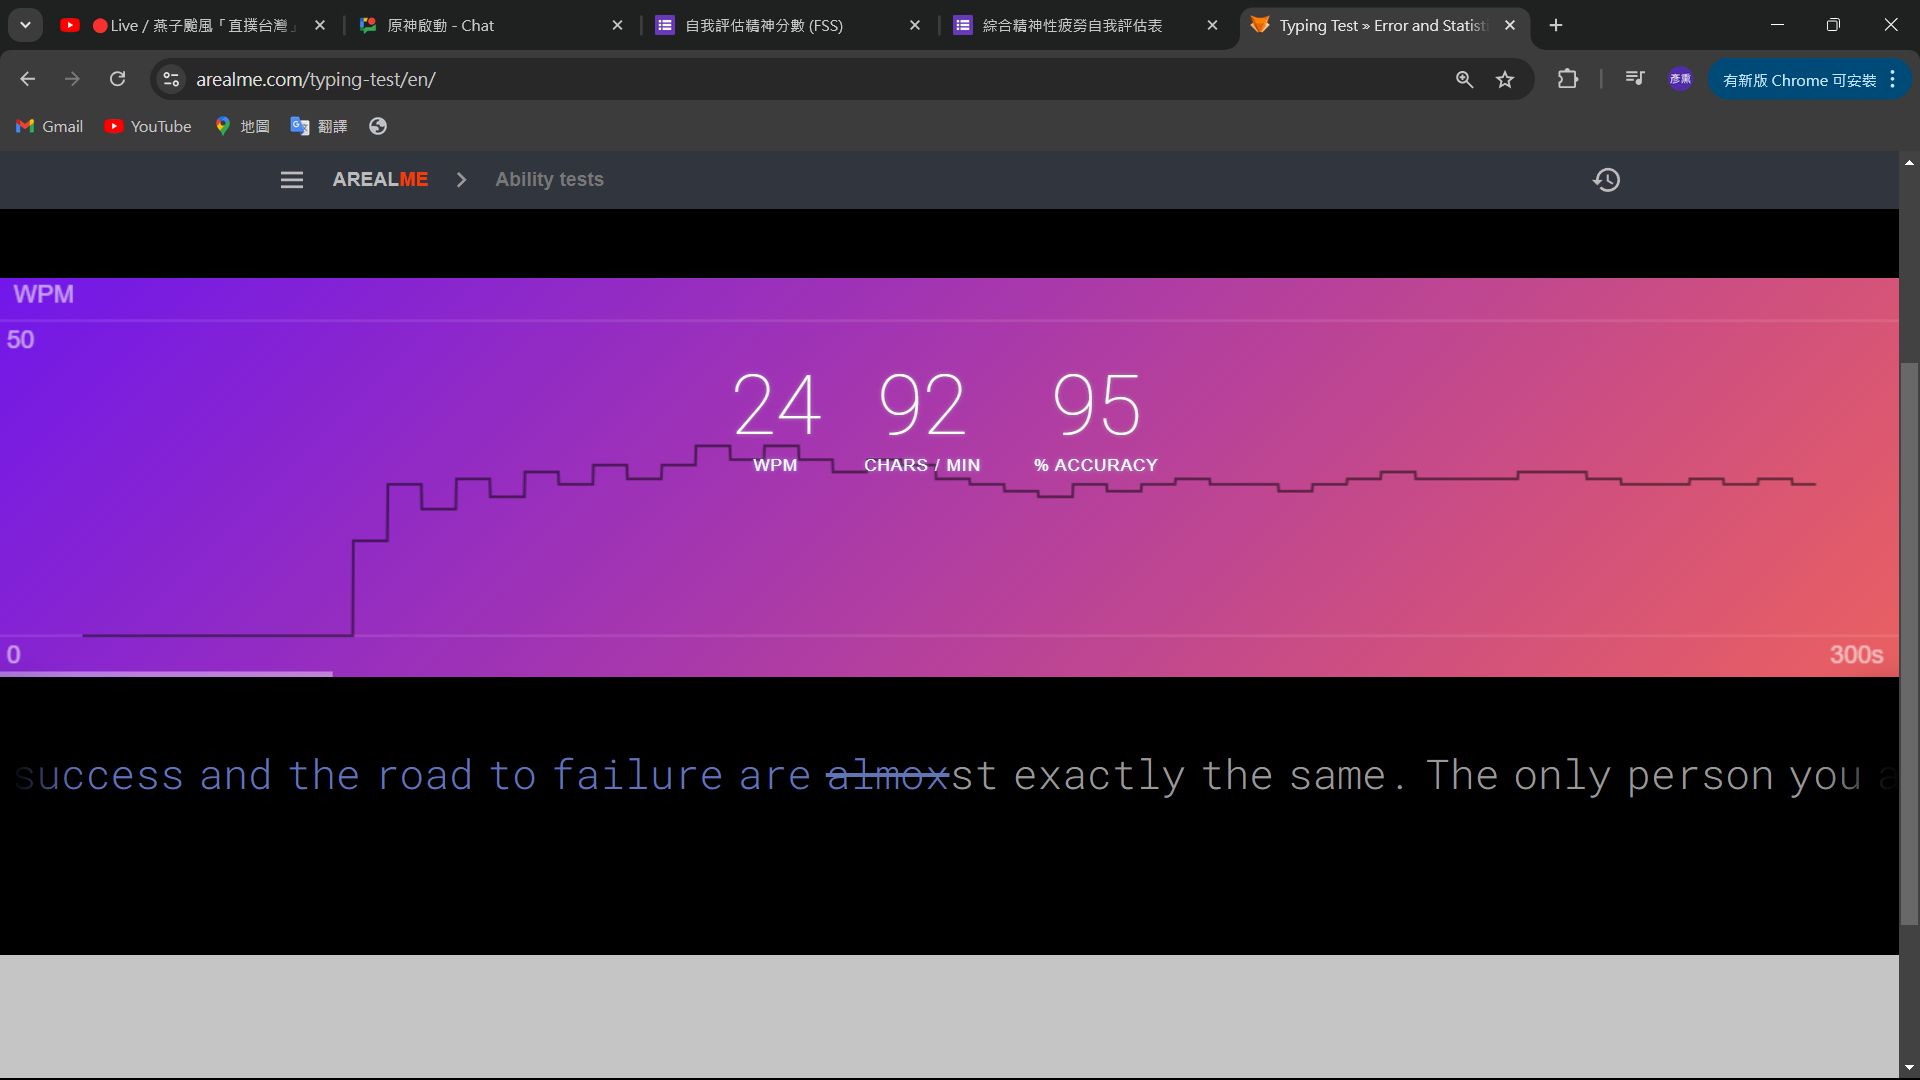 🔴Live / 燕子颱風「直撲台灣」
原神啟動 - Chat
自我評估精神分數 (FSS)
綜合精神性疲勞自我評估表
Typing Test » Error and Statisti
arealme.com/typing-test/en/
彥熏
有新版 Chrome 可安裝
Gmail
YouTube
地圖
翻譯
AREALME
Ability tests
WPM
50
24 92 95
WPM CHARS / MIN % ACCURACY
0
300s
success and the road to failure are almoxst exactly the same. The only person you a